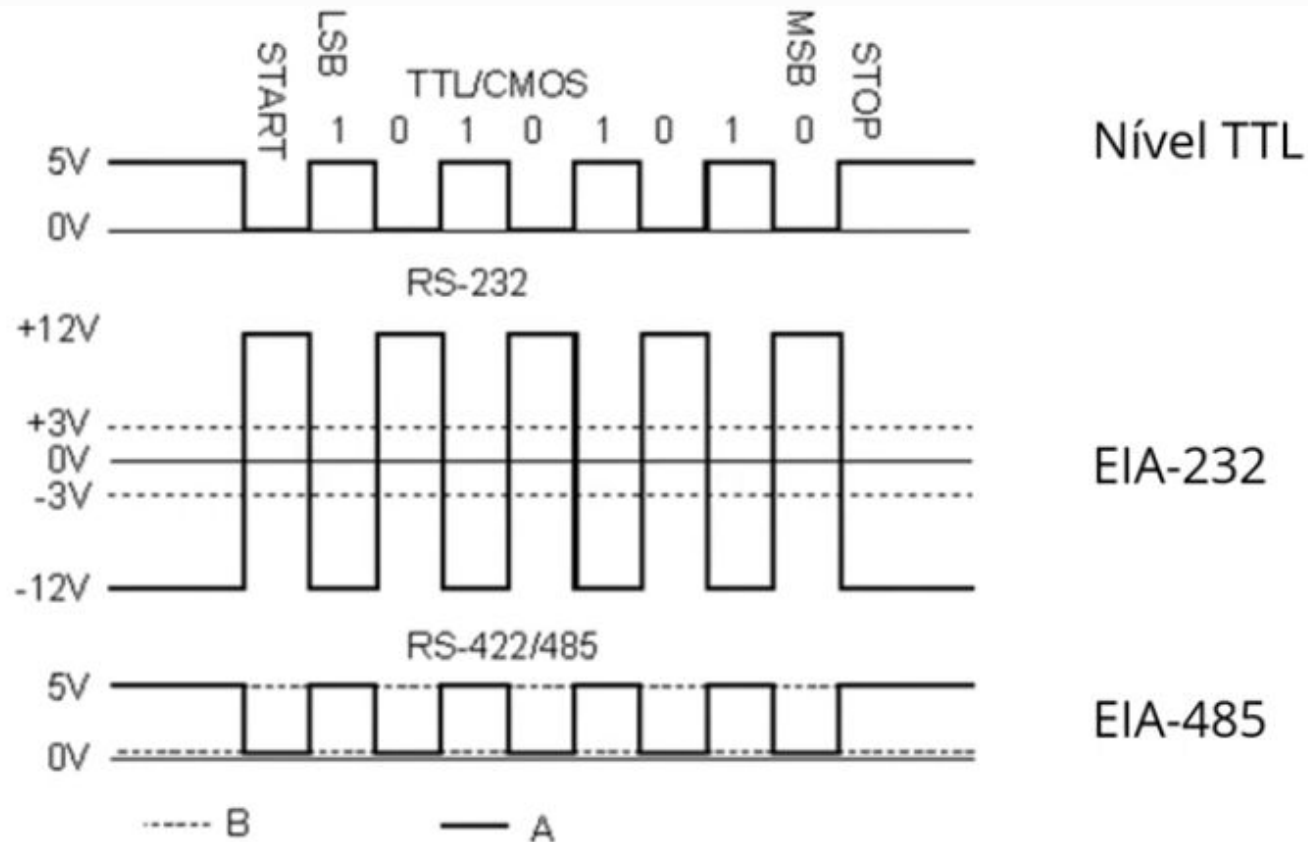 START
LSB
TTL/CMOS
MSB
STOP
1 0 1 0 1 0 1 0
5V
0V
Nível TTL
RS-232
+12V
+3V
0V
-3V
-12V
EIA-232
RS-422/485
5V
0V
EIA-485
B
A